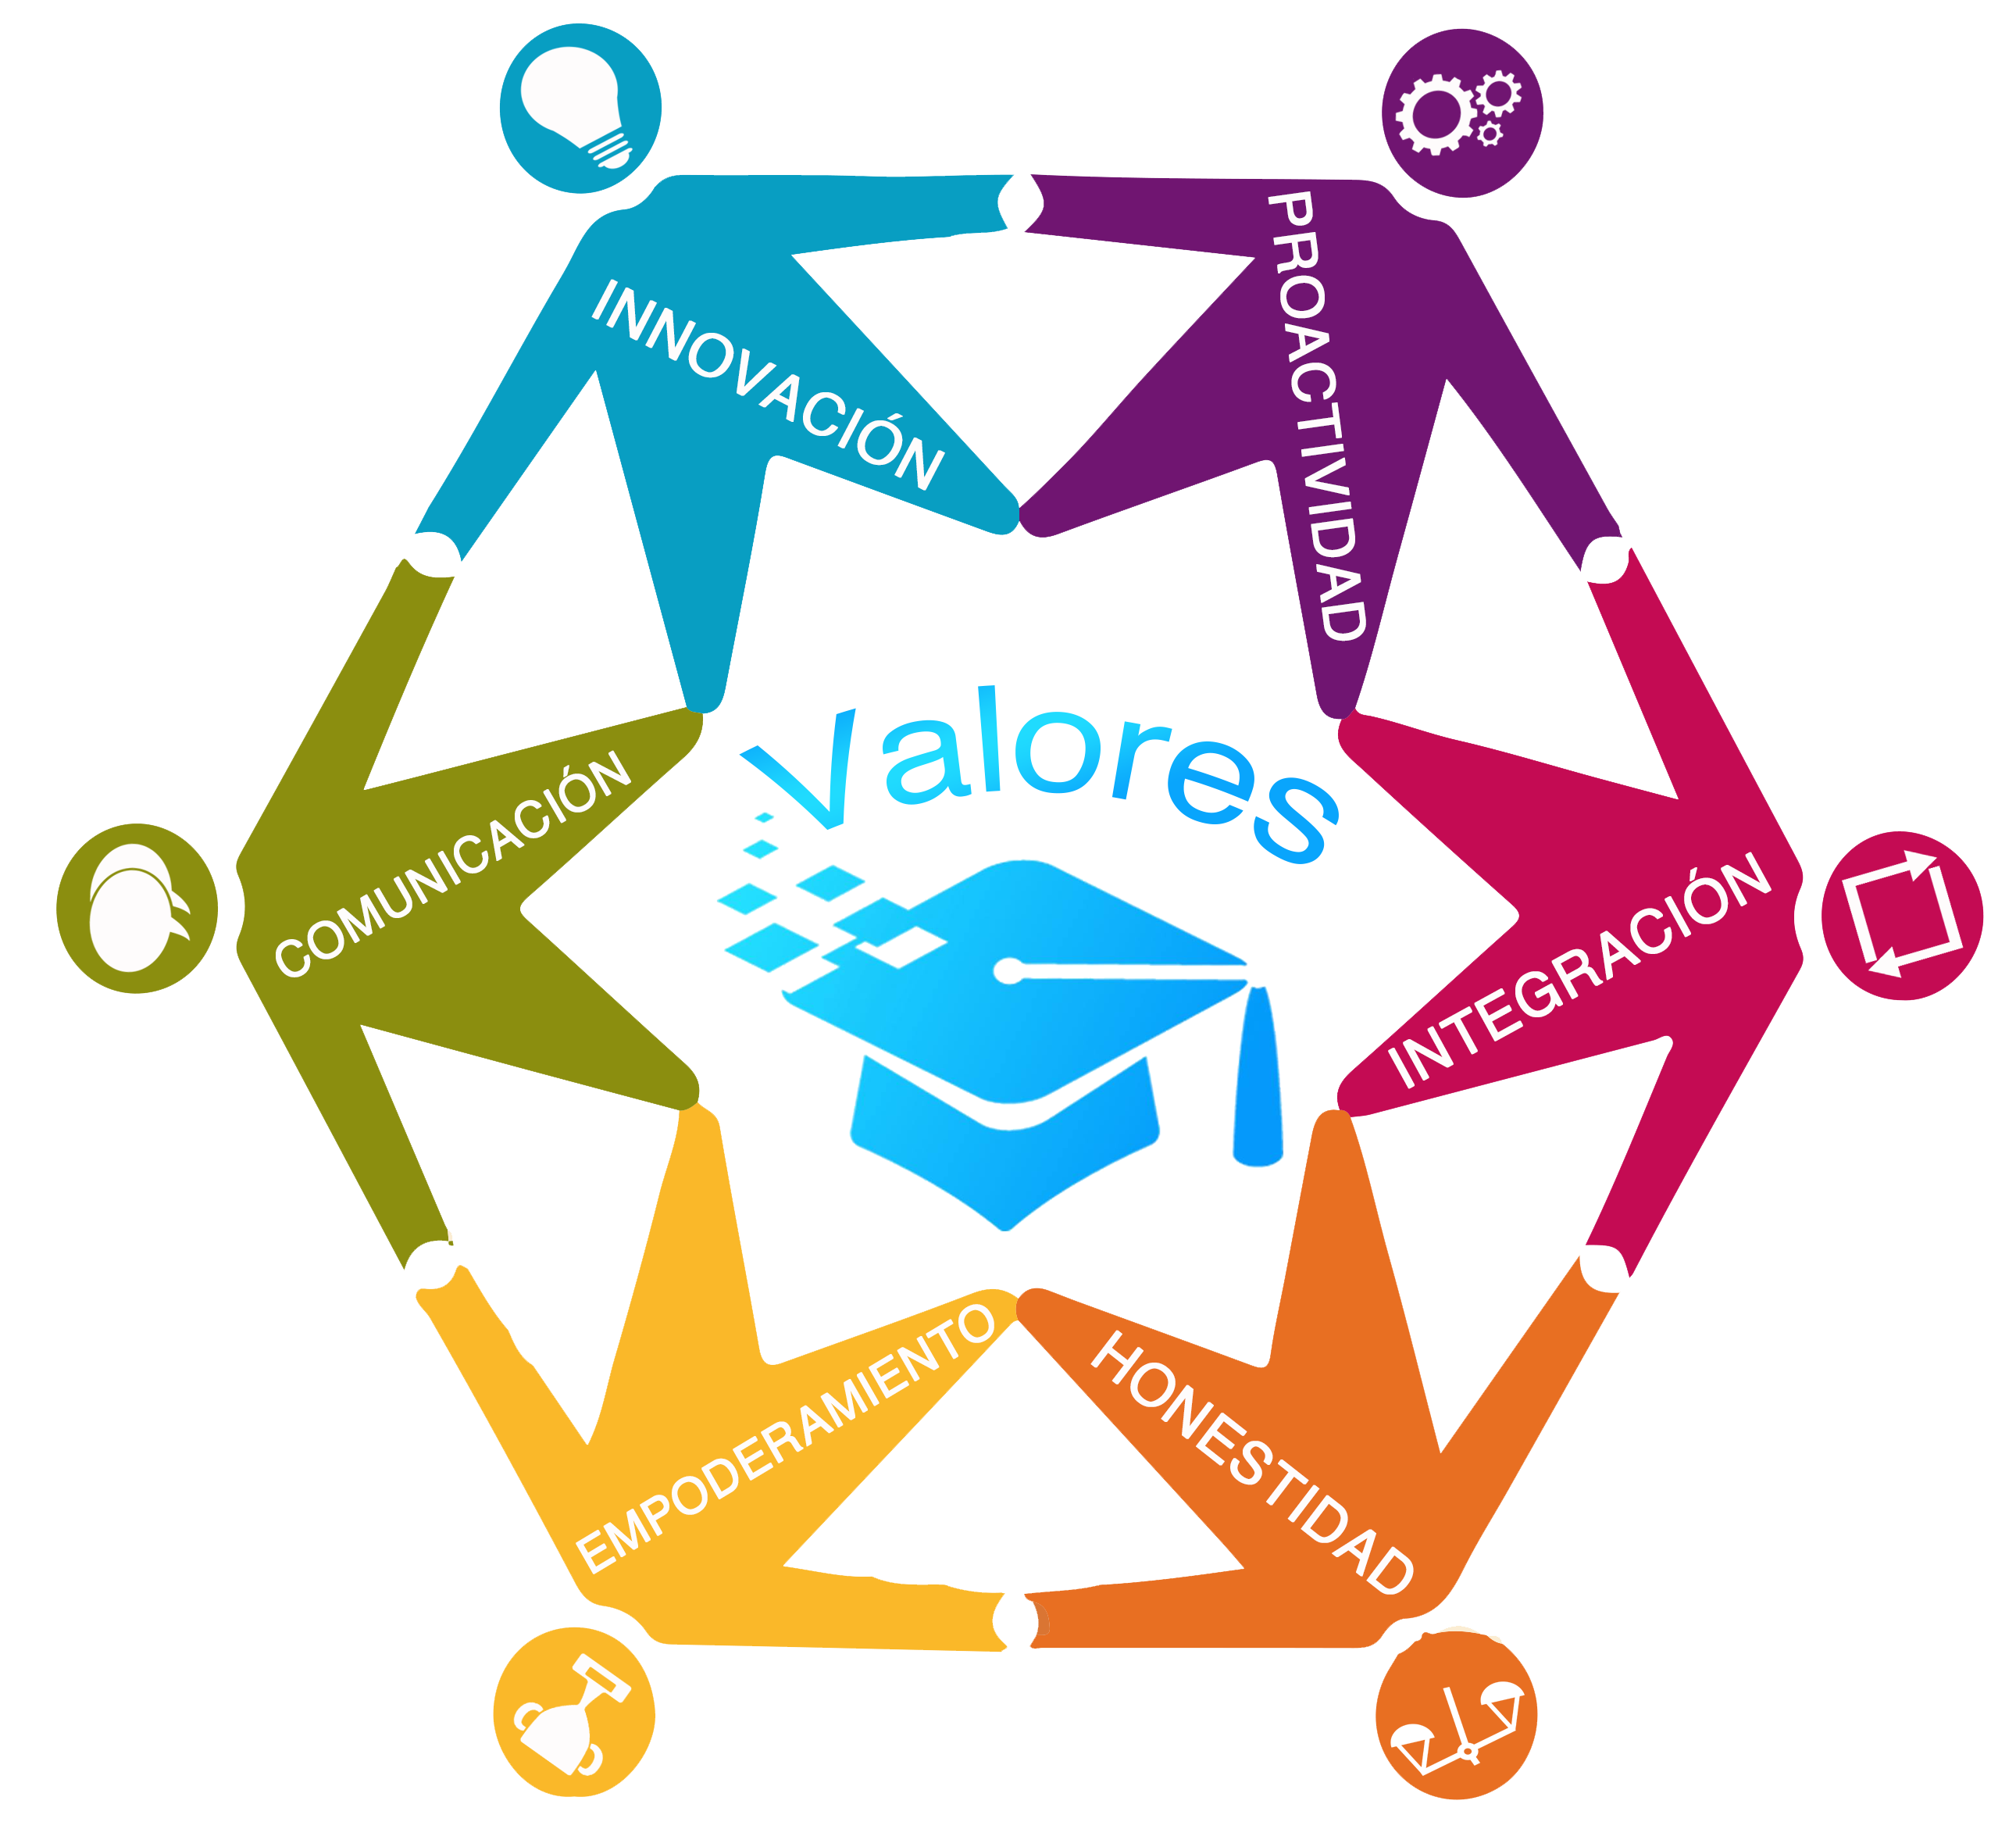 INNOVACIÓN
PROACTIVIDAD
Valores
COMUNICACIÓN
INTEGRACIÓN
EMPODERAMIENTO
HONESTIDAD